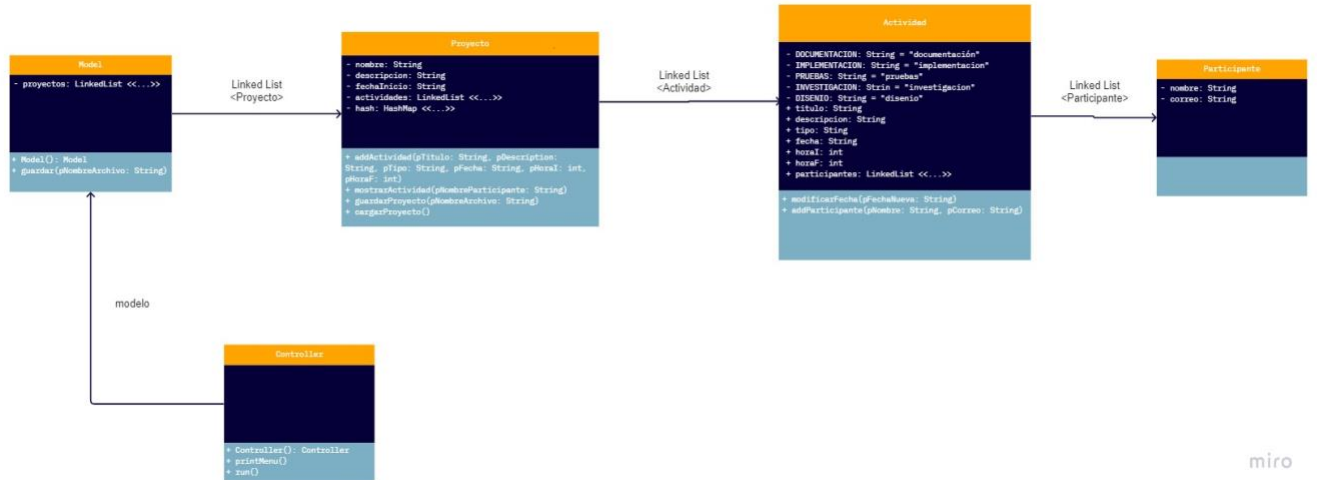 Model
- proyectos: LinkedList <<...>>
+ Model(): Model
+ guardar(pNombreArchivo: String)
Linked List
<Proyecto>
Proyecto
- nombre: String
- descripcion: String
- fechaInicio: String
- actividades: LinkedList <<...>>
- hash: HashMap <<...>>
+ addActividad(pTitulo: String, pDescription:
String, pTipo: String, pFecha: String, pHoraI: int,
pHoraF: int)
+ mostrarActividad(pNombreParticipante: String)
+ guardarProyecto(pNombreArchivo: String)
+ cargarProyecto()
Linked List
<Actividad>
Actividad
- DOCUMENTACION: String = "documentación"
- IMPLEMENTACION: String = "implementacion"
- PRUEBAS: String = "pruebas"
- INVESTIGACION: Strin = "investigacion"
- DISENIO: String = "disenio"
+ titulo: String
+ descripcion: String
+ tipo: Sting
+ fecha: String
+ horaI: int
+ horaF: int
+ participantes: LinkedList <<...>>
+ modificarFecha(pFechaNueva: String)
+ addParticipante(pNombre: String, pCorreo: String)
Linked List
<Participante>
Participante
- nombre: String
- correo: String
modelo
Controller
+ Controller(): Controller
+ printMenu()
+ run()
miro